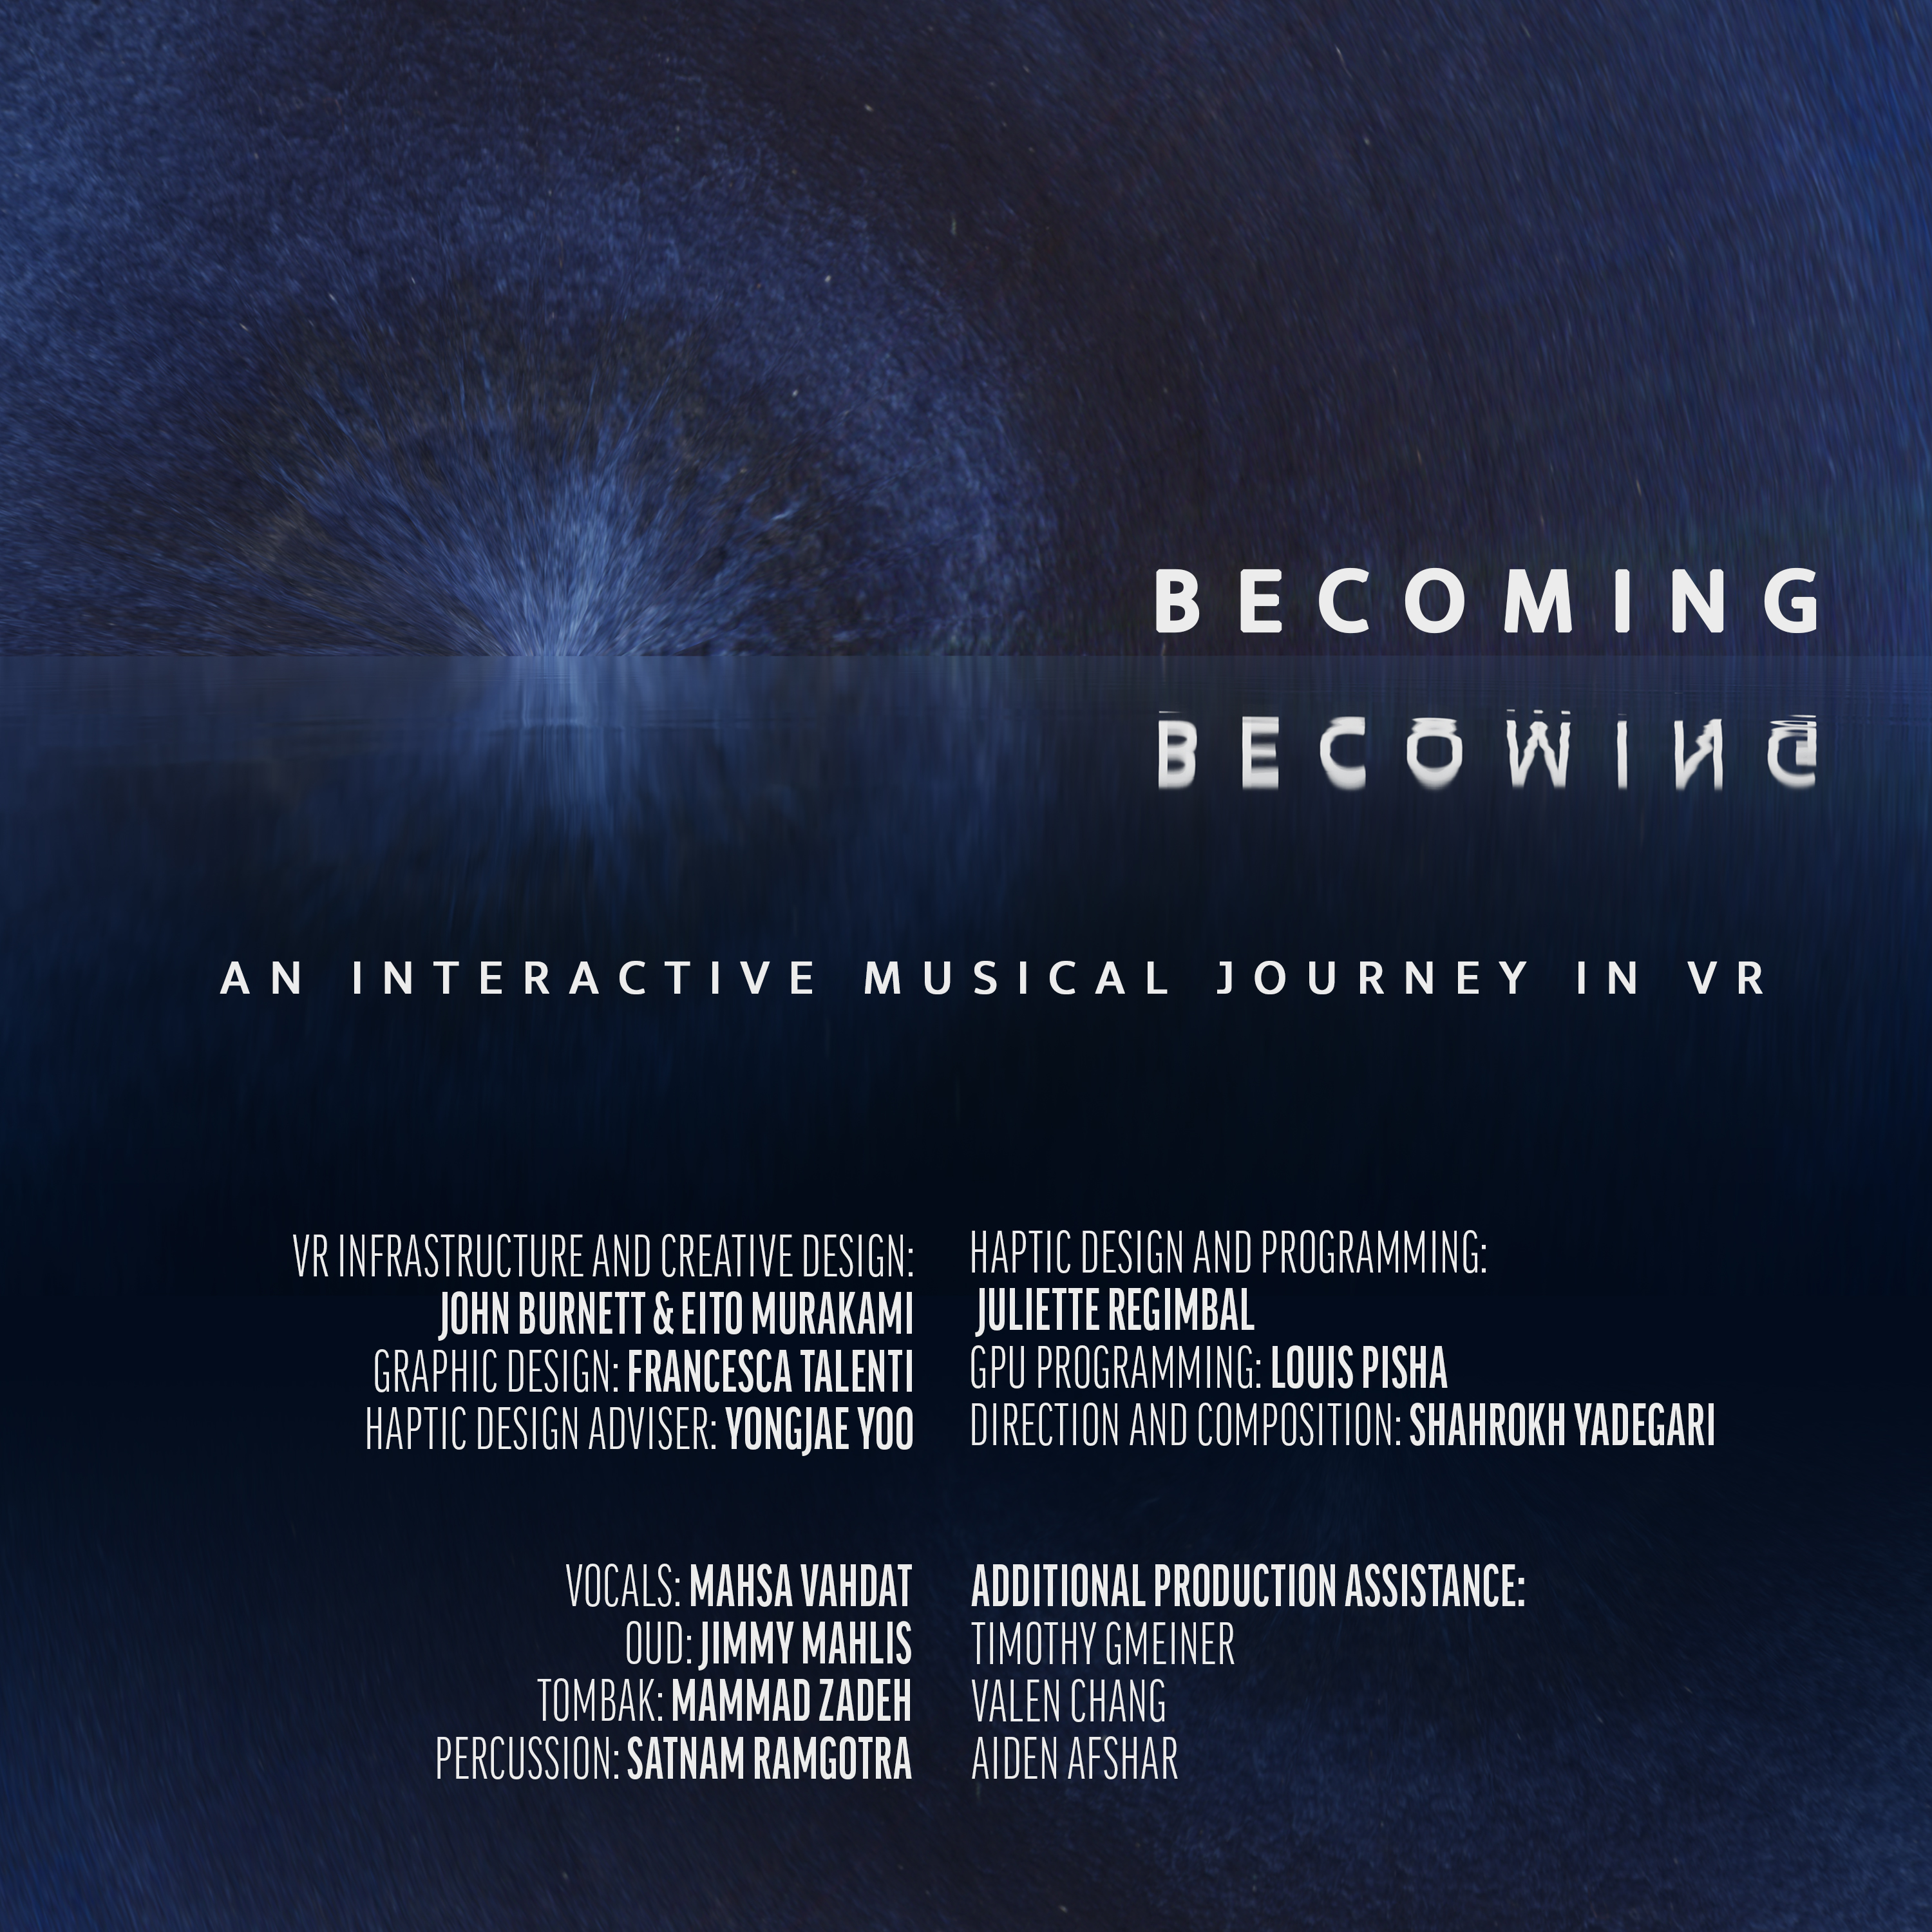 BECOMING
BECOMING
AN INTERACTIVE MUSICAL JOURNEY IN VR
VR INFRASTRUCTURE AND CREATIVE DESIGN:
JOHN BURNETT & EITO MURAKAMI
GRAPHIC DESIGN: FRANCESCA TALENTI
HAPTIC DESIGN ADVISER: YONGJAE YOO
HAPTIC DESIGN AND PROGRAMMING:
JULIETTE REGIMBAL
GPU PROGRAMMING: LOUIS PISHA
DIRECTION AND COMPOSITION: SHAHROKH YADEGARI
VOCALS: MAHSA VAHDAT
OUD: JIMMY MAHLIS
TOMBAK: MAMMAD ZADEH
PERCUSSION: SATNAM RAMGOTRA
ADDITIONAL PRODUCTION ASSISTANCE:
TIMOTHY GMEINER
VALEN CHANG
AIDEN AFSHAR